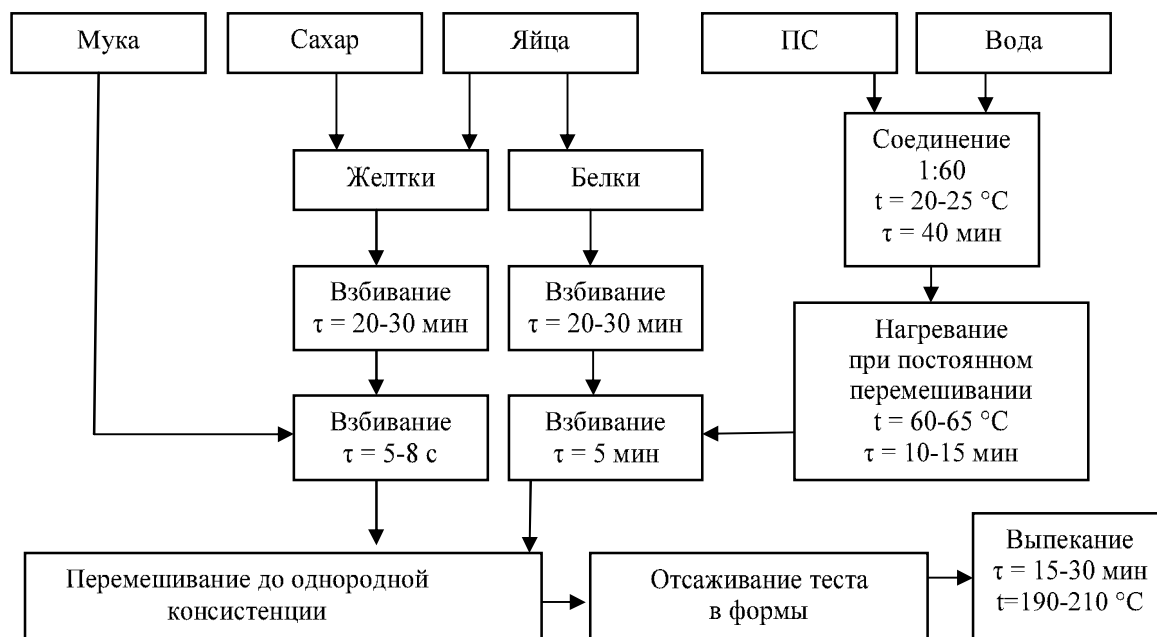 Мука
Сахар
Яйца
ПС
Вода
Соединение
1:60
t = 20-25 °С
τ = 40 мин
Желтки
Белки
Взбивание
τ = 20-30 мин
Взбивание
τ = 20-30 мин
Нагревание
при постоянном
перемешивании
t = 60-65 °С
τ = 10-15 мин
Взбивание
τ = 5-8 с
Взбивание
τ = 5 мин
Перемешивание до однородной
консистенции
Отсаживание теста
в формы
Выпекание
τ = 15-30 мин
t=190-210 °С